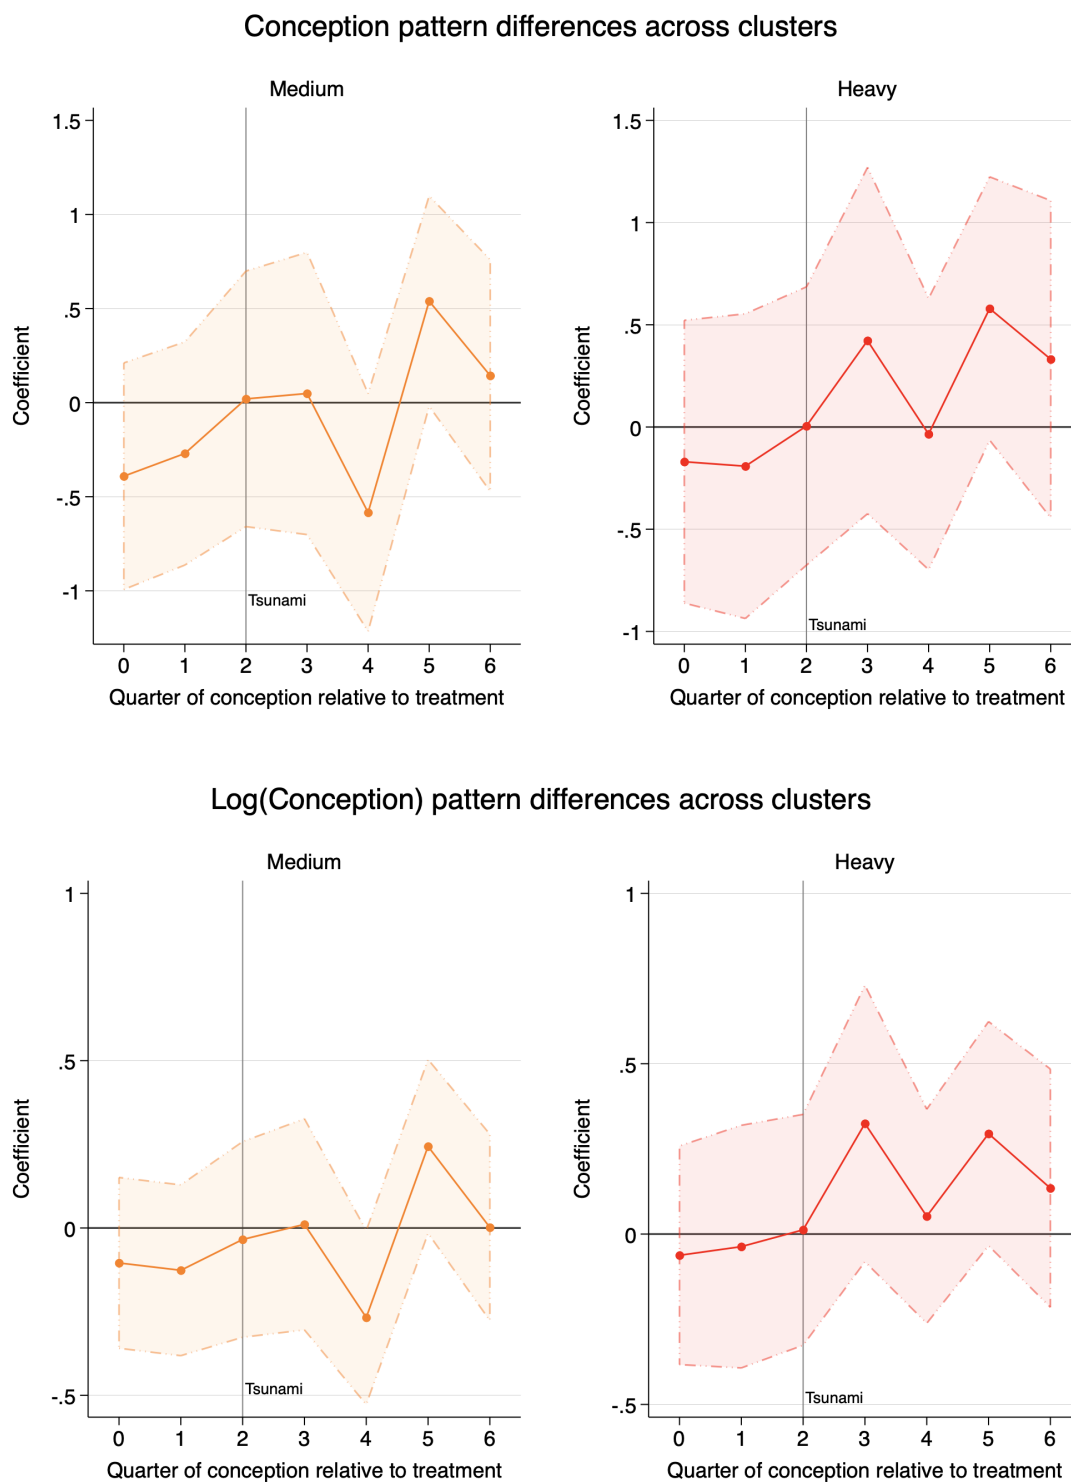 Conception pattern differences across clusters
Medium
Heavy
1.5
1
.5
0
-.5
-1
Coefficient
Tsunami
0 1 2 3 4 5 6
Quarter of conception relative to treatment
1.5
1
.5
0
-.5
-1
Coefficient
Tsunami
0 1 2 3 4 5 6
Quarter of conception relative to treatment
Log(Conception) pattern differences across clusters
Medium
Heavy
1
.5
0
-.5
Coefficient
Tsunami
0 1 2 3 4 5 6
Quarter of conception relative to treatment
1
.5
0
-.5
Coefficient
Tsunami
0 1 2 3 4 5 6
Quarter of conception relative to treatment